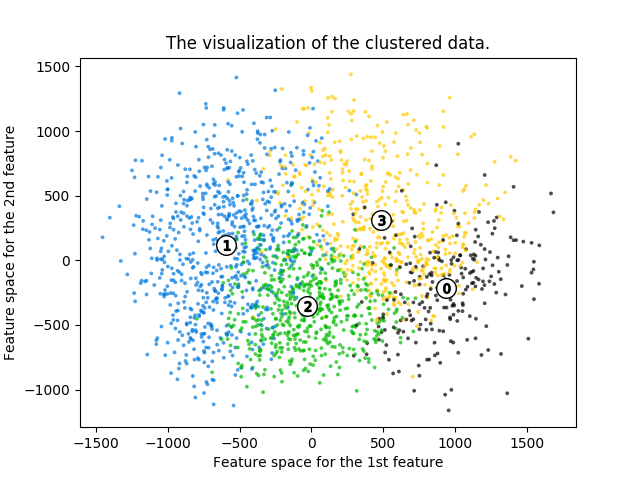 The visualization of the clustered data.
Feature space for the 2nd feature
1500
1000
500
0
−500
−1000
3
1
0
2
−1500 −1000 −500 0 500 1000 1500
Feature space for the 1st feature